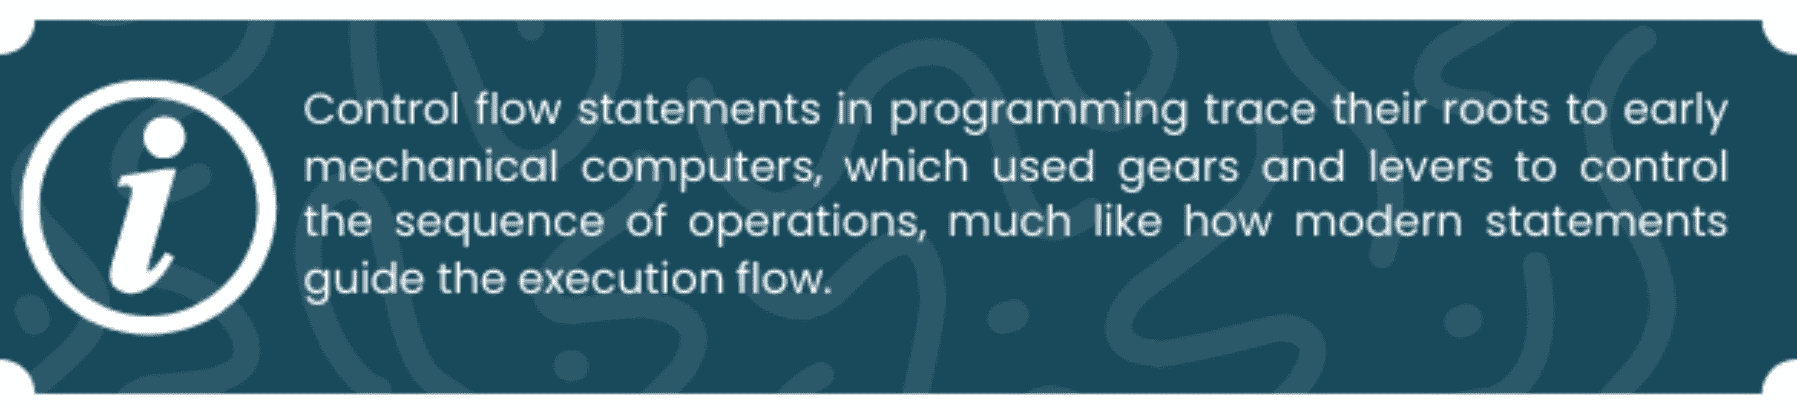 Control flow statements in programming trace their roots to early
mechanical computers, which used gears and levers to control
the sequence of operations, much like how modern statements
guide the execution flow.